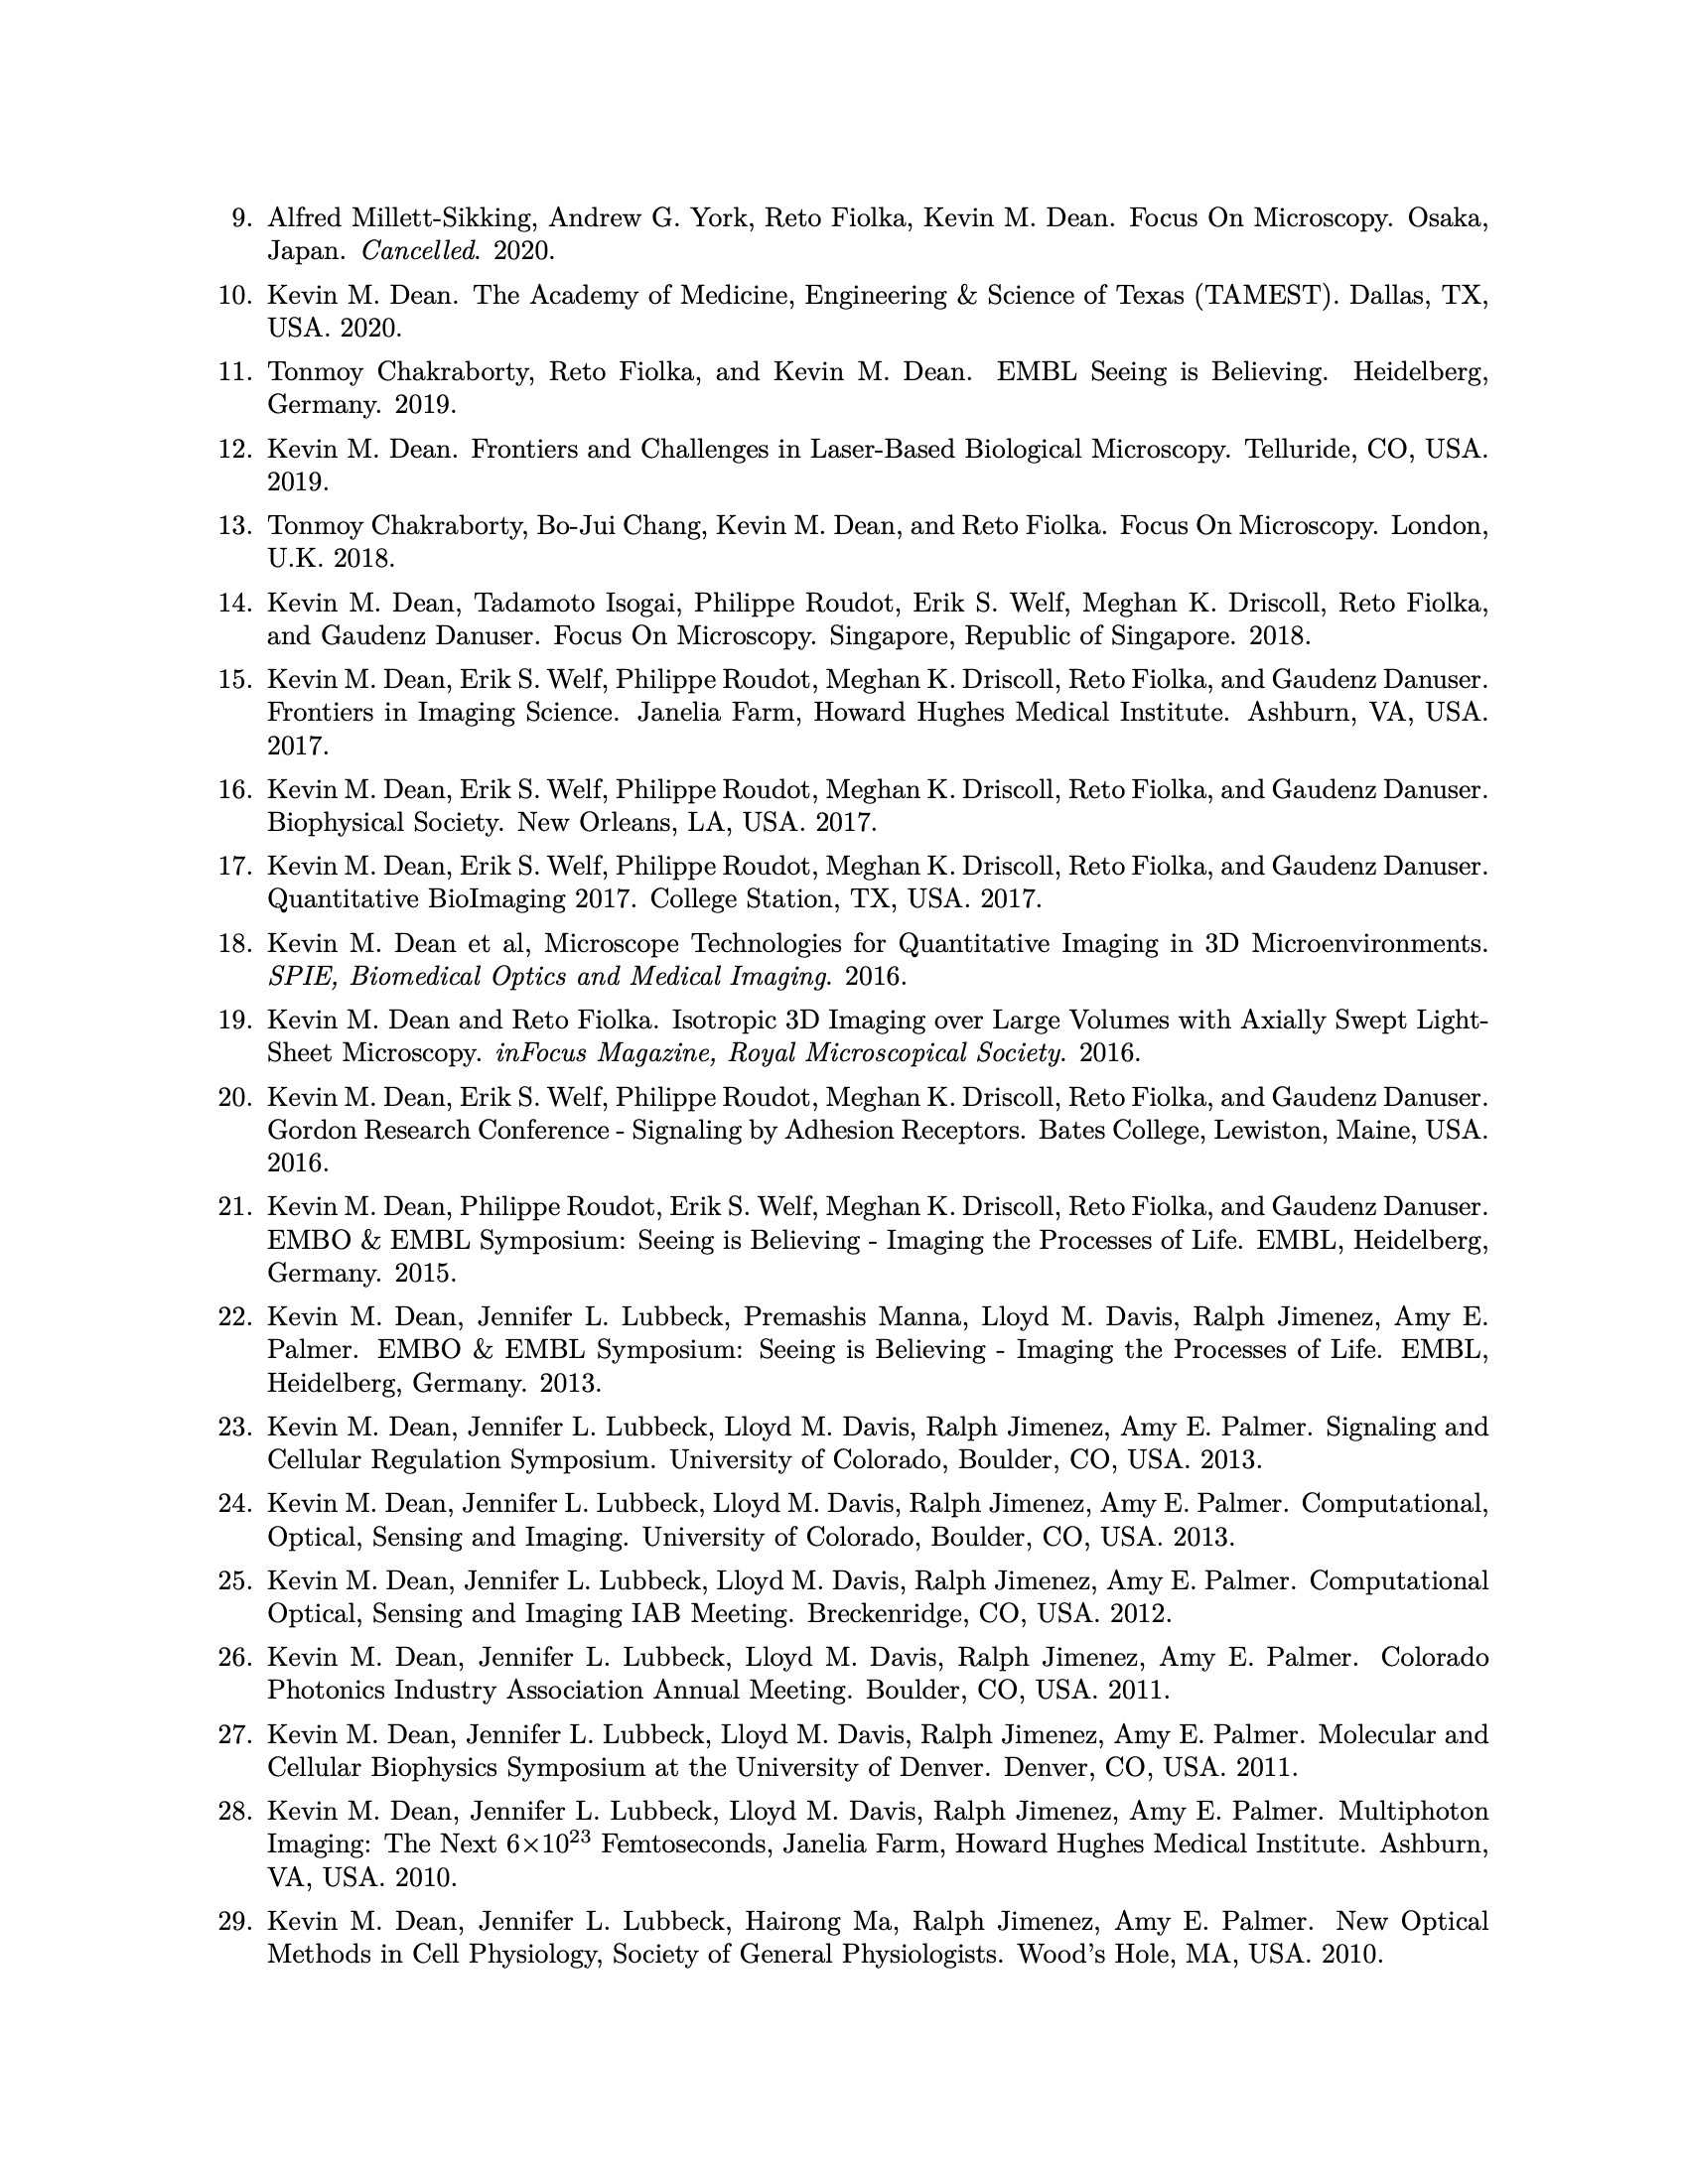 9. Alfred Millett-Sikking, Andrew G. York, Reto Fiolka, Kevin M. Dean. Focus On Microscopy. Osaka,
Japan. Cancelled. 2020.
10. Kevin M. Dean. The Academy of Medicine, Engineering & Science of Texas (TAMEST). Dallas, TX,
USA. 2020.
11. Tonmoy Chakraborty, Reto Fiolka, and Kevin M. Dean. EMBL Seeing is Believing. Heidelberg,
Germany. 2019.
12. Kevin M. Dean. Frontiers and Challenges in Laser-Based Biological Microscopy. Telluride, CO, USA.
2019.
13. Tonmoy Chakraborty, Bo-Jui Chang, Kevin M. Dean, and Reto Fiolka. Focus On Microscopy. London,
U.K. 2018.
14. Kevin M. Dean, Tadamoto Isogai, Philippe Roudot, Erik S. Welf, Meghan K. Driscoll, Reto Fiolka,
and Gaudenz Danuser. Focus On Microscopy. Singapore, Republic of Singapore. 2018.
15. Kevin M. Dean, Erik S. Welf, Philippe Roudot, Meghan K. Driscoll, Reto Fiolka, and Gaudenz Danuser.
Frontiers in Imaging Science. Janelia Farm, Howard Hughes Medical Institute. Ashburn, VA, USA.
2017.
16. Kevin M. Dean, Erik S. Welf, Philippe Roudot, Meghan K. Driscoll, Reto Fiolka, and Gaudenz Danuser.
Biophysical Society. New Orleans, LA, USA. 2017.
17. Kevin M. Dean, Erik S. Welf, Philippe Roudot, Meghan K. Driscoll, Reto Fiolka, and Gaudenz Danuser.
Quantitative BioImaging 2017. College Station, TX, USA. 2017.
18. Kevin M. Dean et al, Microscope Technologies for Quantitative Imaging in 3D Microenvironments.
SPIE, Biomedical Optics and Medical Imaging. 2016.
19. Kevin M. Dean and Reto Fiolka. Isotropic 3D Imaging over Large Volumes with Axially Swept Light-
Sheet Microscopy. inFocus Magazine, Royal Microscopical Society. 2016.
20. Kevin M. Dean, Erik S. Welf, Philippe Roudot, Meghan K. Driscoll, Reto Fiolka, and Gaudenz Danuser.
Gordon Research Conference - Signaling by Adhesion Receptors. Bates College, Lewiston, Maine, USA.
2016.
21. Kevin M. Dean, Philippe Roudot, Erik S. Welf, Meghan K. Driscoll, Reto Fiolka, and Gaudenz Danuser.
EMBO & EMBL Symposium: Seeing is Believing - Imaging the Processes of Life. EMBL, Heidelberg,
Germany. 2015.
22. Kevin M. Dean, Jennifer L. Lubbeck, Premashis Manna, Lloyd M. Davis, Ralph Jimenez, Amy E.
Palmer. EMBO & EMBL Symposium: Seeing is Believing - Imaging the Processes of Life. EMBL,
Heidelberg, Germany. 2013.
23. Kevin M. Dean, Jennifer L. Lubbeck, Lloyd M. Davis, Ralph Jimenez, Amy E. Palmer. Signaling and
Cellular Regulation Symposium. University of Colorado, Boulder, CO, USA. 2013.
24. Kevin M. Dean, Jennifer L. Lubbeck, Lloyd M. Davis, Ralph Jimenez, Amy E. Palmer. Computational,
Optical, Sensing and Imaging. University of Colorado, Boulder, CO, USA. 2013.
25. Kevin M. Dean, Jennifer L. Lubbeck, Lloyd M. Davis, Ralph Jimenez, Amy E. Palmer. Computational
Optical, Sensing and Imaging IAB Meeting. Breckenridge, CO, USA. 2012.
26. Kevin M. Dean, Jennifer L. Lubbeck, Lloyd M. Davis, Ralph Jimenez, Amy E. Palmer. Colorado
Photonics Industry Association Annual Meeting. Boulder, CO, USA. 2011.
27. Kevin M. Dean, Jennifer L. Lubbeck, Lloyd M. Davis, Ralph Jimenez, Amy E. Palmer. Molecular and
Cellular Biophysics Symposium at the University of Denver. Denver, CO, USA. 2011.
28. Kevin M. Dean, Jennifer L. Lubbeck, Lloyd M. Davis, Ralph Jimenez, Amy E. Palmer. Multiphoton
Imaging: The Next 6×10²³ Femtoseconds, Janelia Farm, Howard Hughes Medical Institute. Ashburn,
VA, USA. 2010.
29. Kevin M. Dean, Jennifer L. Lubbeck, Hairong Ma, Ralph Jimenez, Amy E. Palmer. New Optical
Methods in Cell Physiology, Society of General Physiologists. Wood's Hole, MA, USA. 2010.